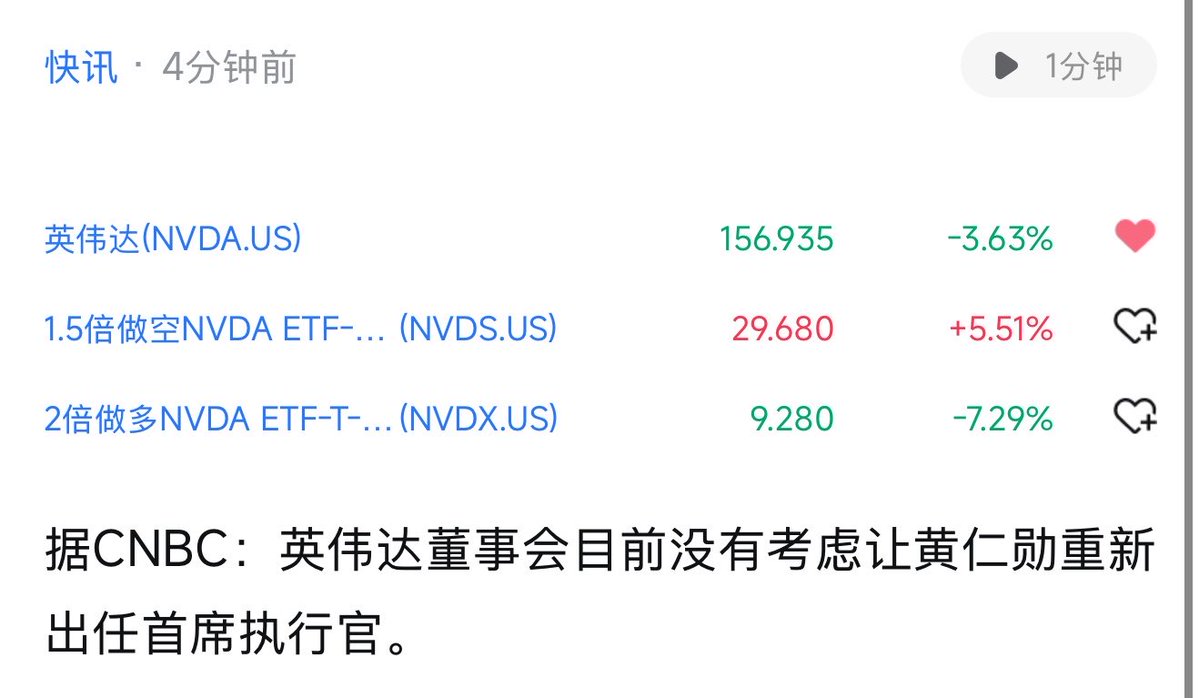 快讯 · 4分钟前
1分钟
英伟达(NVDA.US) 156.935 -3.63%
1.5倍做空NVDA ETF-... (NVDS.US) 29.680 +5.51%
2倍做多NVDA ETF-T-... (NVDX.US) 9.280 -7.29%
据CNBC：英伟达董事会目前没有考虑让黄仁勋重新
出任首席执行官。